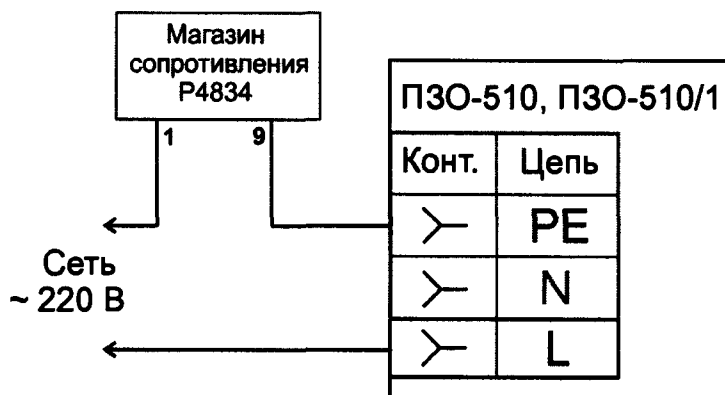 Магазин
сопротивления
Р4834
1 9
ПЗО-510, ПЗО-510/1
Конт. Цепь
PE
N
L
Сеть
~ 220 В